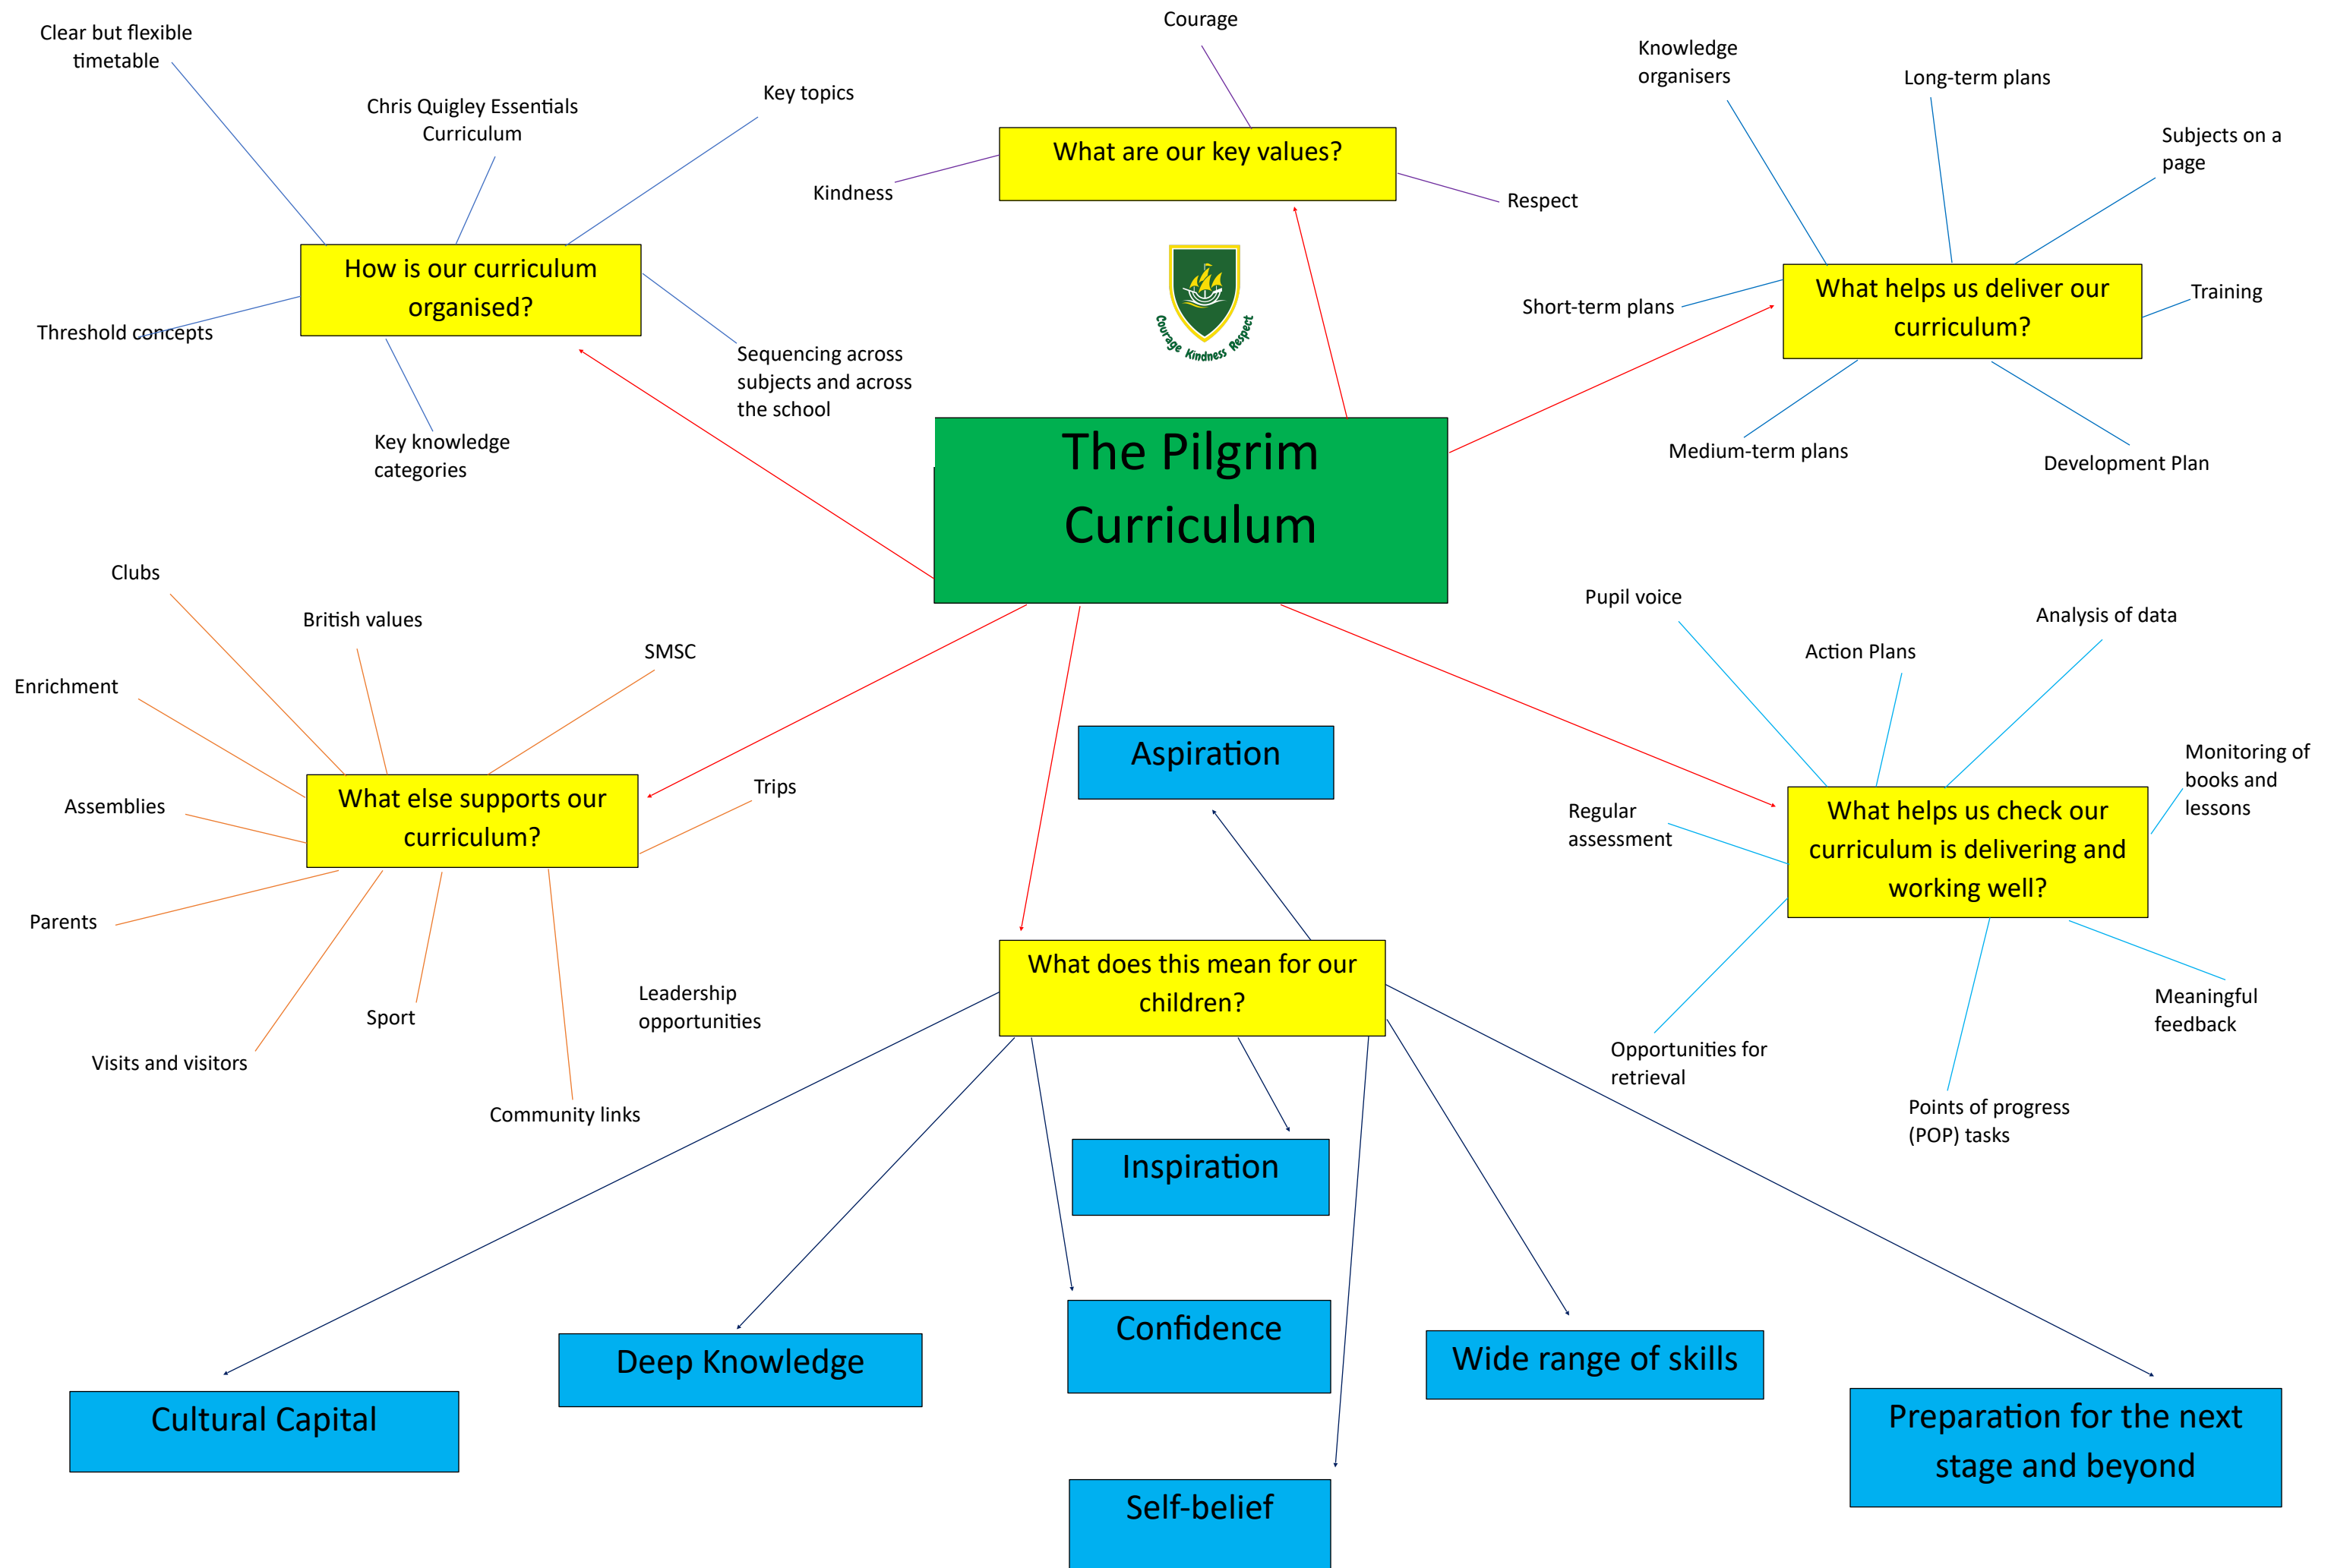 Courage
Clear but flexible
timetable
Knowledge
organisers
Long-term plans
Key topics
Chris Quigley Essentials
Curriculum
Subjects on a
page
What are our key values?
Kindness
Respect
How is our curriculum
organised?
What helps us deliver our
curriculum?
Training
Short-term plans
Threshold concepts
Courage Kindness Respect
Sequencing across
subjects and across
the school
Key knowledge
categories
The Pilgrim
Curriculum
Medium-term plans
Development Plan
Clubs
British values
SMSC
Enrichment
Pupil voice
Analysis of data
Action Plans
Aspiration
Monitoring of
books and
lessons
What else supports our
curriculum?
Trips
Assemblies
Regular
assessment
What helps us check our
curriculum is delivering and
working well?
Parents
What does this mean for our
children?
Leadership
opportunities
Sport
Meaningful
feedback
Visits and visitors
Opportunities for
retrieval
Community links
Points of progress
(POP) tasks
Inspiration
Confidence
Deep Knowledge
Wide range of skills
Cultural Capital
Preparation for the next
stage and beyond
Self-belief